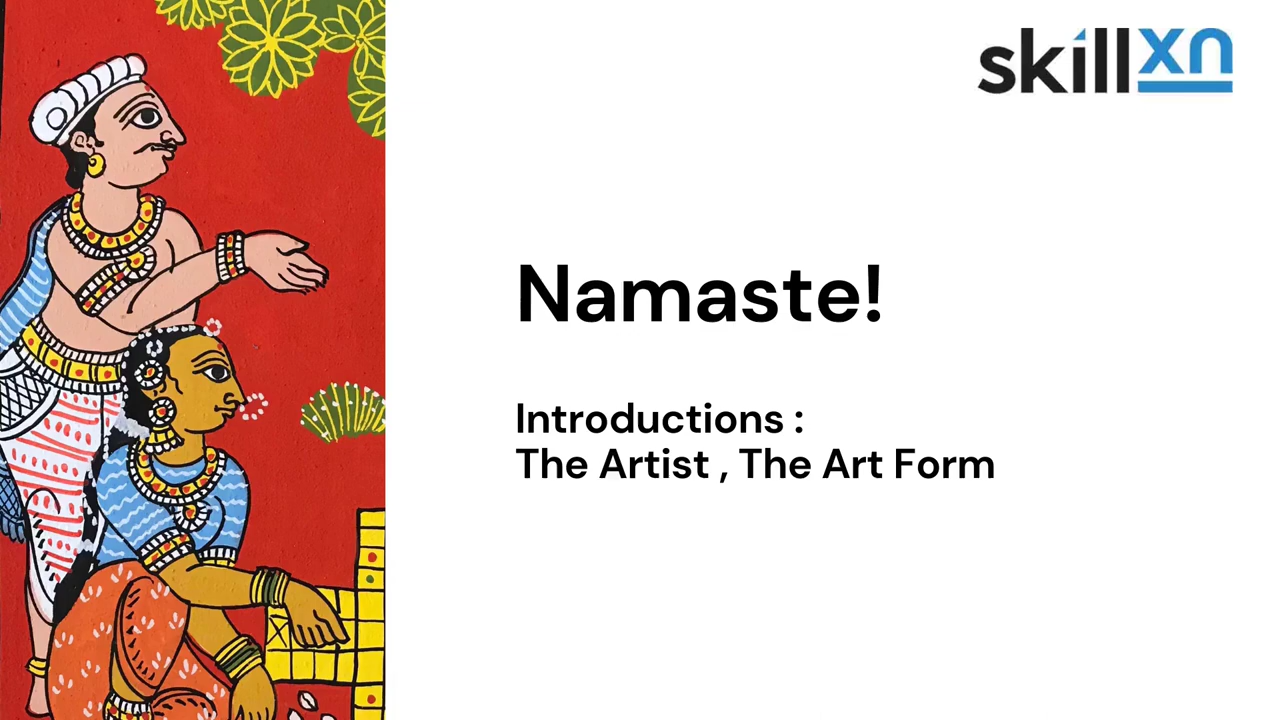 skillxn
Namaste!
Introductions :
The Artist , The Art Form